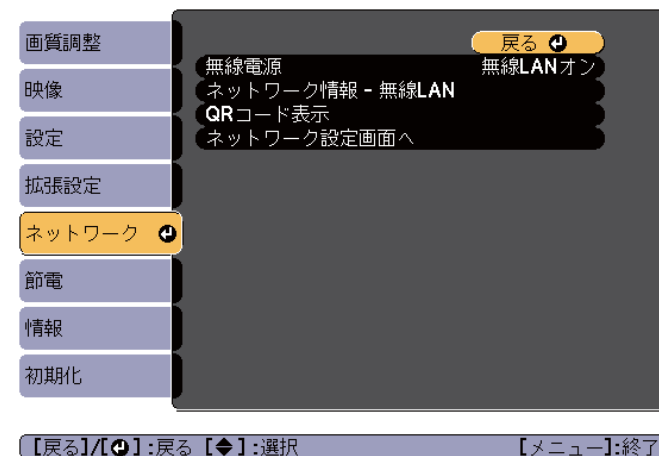 画質調整
映像
設定
拡張設定
ネットワーク
節電
情報
初期化
戻る
無線電源 無線LANオン
ネットワーク情報 - 無線LAN
QRコード表示
ネットワーク設定画面へ
【戻る】/【】:戻る 【】:選択 【メニュー】:終了